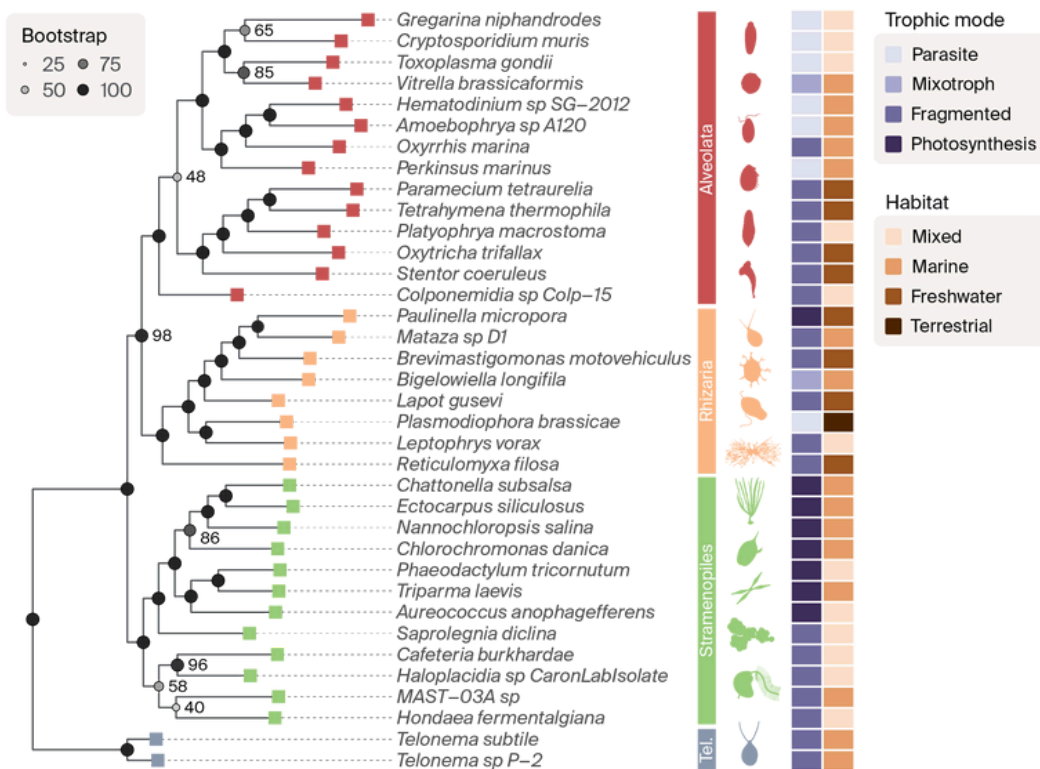 Bootstrap
25 75
50 100
65
85
48
98
86
96
58
40
Gregarina niphandrodes
Cryptosporidium muris
Toxoplasma gondii
Vitrella brassicaformis
Hematodinium sp SG-2012
Amoebophrya sp A120
Oxyrrhis marina
Perkinsus marinus
Paramecium tetraurelia
Tetrahymena thermophila
Platyophrya macrostoma
Oxytricha trifallax
Stentor coeruleus
Colponemidia sp Colp-15
Paulinella micropora
Mataza sp D1
Brevimastigomonas motovehiculus
Bigelowiella longifila
Lapot gusevi
Plasmodiophora brassicae
Leptophrys vorax
Reticulomyxa filosa
Chattonella subsalsa
Ectocarpus siliculosus
Nannochloropsis salina
Chlorochromonas danica
Phaeodactylum tricornutum
Triparma laevis
Aureococcus anophagefferens
Saprolegnia diclina
Cafeteria burkhardae
Haloplacidia sp CaronLabIsolate
MAST-03A sp
Hondaea fermentalgiana
Telonema subtile
Telonema sp P-2
Alveolata
Rhizaria
Stramenopiles
Tel.
Trophic mode
Parasite
Mixotroph
Fragmented
Photosynthesis
Habitat
Mixed
Marine
Freshwater
Terrestrial